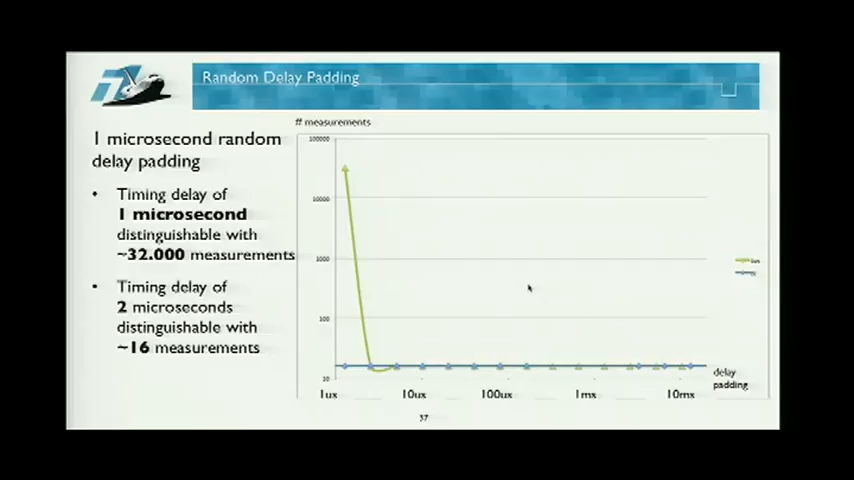 Random Delay Padding
1 microsecond random
delay padding
• Timing delay of
1 microsecond
distinguishable with
~32.000 measurements
• Timing delay of
2 microseconds
distinguishable with
~16 measurements
# measurements
100000
10000
1000
100
10
1us
10us
100us
1ms
10ms
delay
padding
37